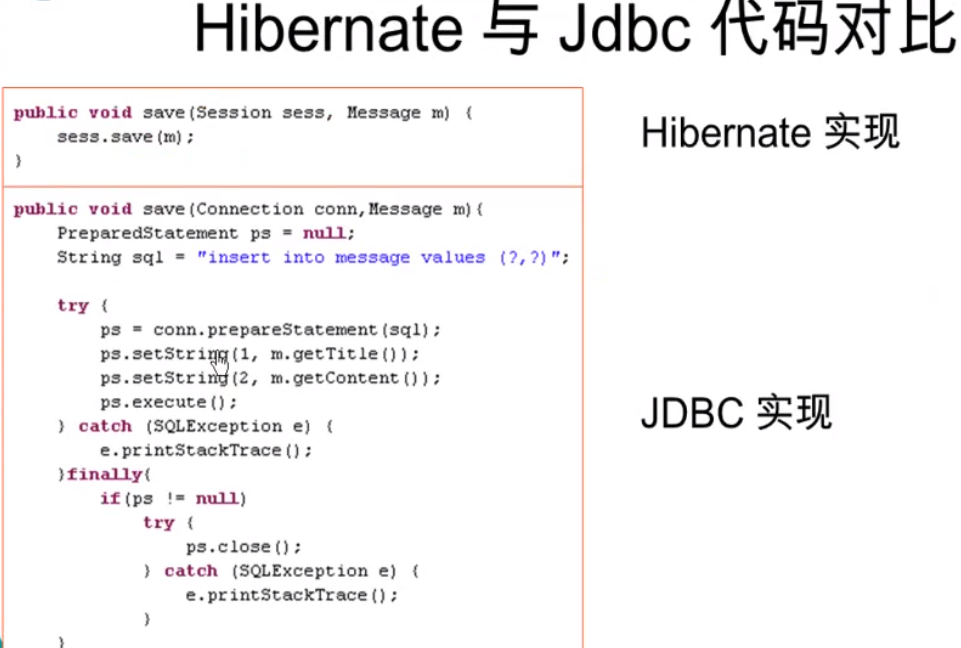 Hibernate 与 Jdbc 代码对比
public void save(Session sess, Message m) {
sess.save(m);
}
Hibernate 实现
public void save(Connection conn,Message m){
PreparedStatement ps = null;
String sql = "insert into message values (?,?)";
try {
ps = conn.prepareStatement(sql);
ps.setString(1, m.getTitle());
ps.setString(2, m.getContent());
ps.execute();
} catch (SQLException e) {
e.printStackTrace();
}finally{
if(ps != null)
try {
ps.close();
} catch (SQLException e) {
e.printStackTrace();
}
}
JDBC 实现